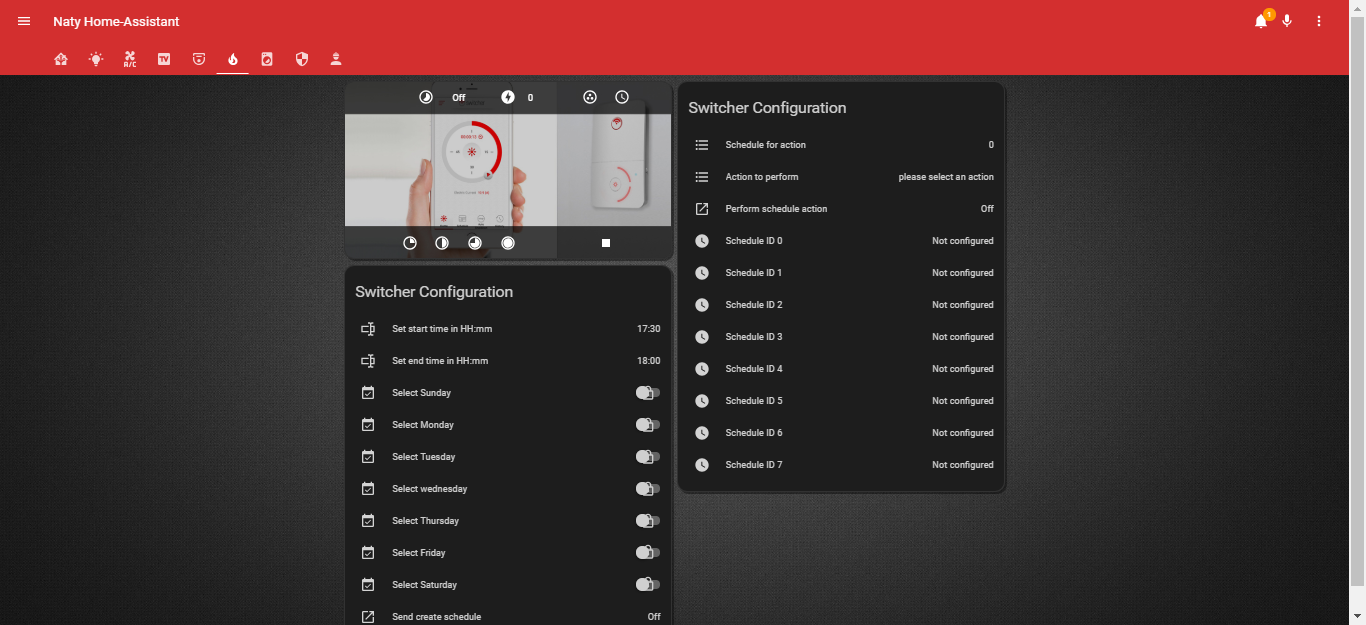 Naty Home-Assistant
1
A/C
TV
Off
0
Switcher Configuration
Set start time in HH:mm
17:30
Set end time in HH:mm
18:00
Select Sunday
Select Monday
Select Tuesday
Select wednesday
Select Thursday
Select Friday
Select Saturday
Send create schedule
Off
Switcher Configuration
Schedule for action
0
Action to perform
please select an action
Perform schedule action
Off
Schedule ID 0
Not configured
Schedule ID 1
Not configured
Schedule ID 2
Not configured
Schedule ID 3
Not configured
Schedule ID 4
Not configured
Schedule ID 5
Not configured
Schedule ID 6
Not configured
Schedule ID 7
Not configured